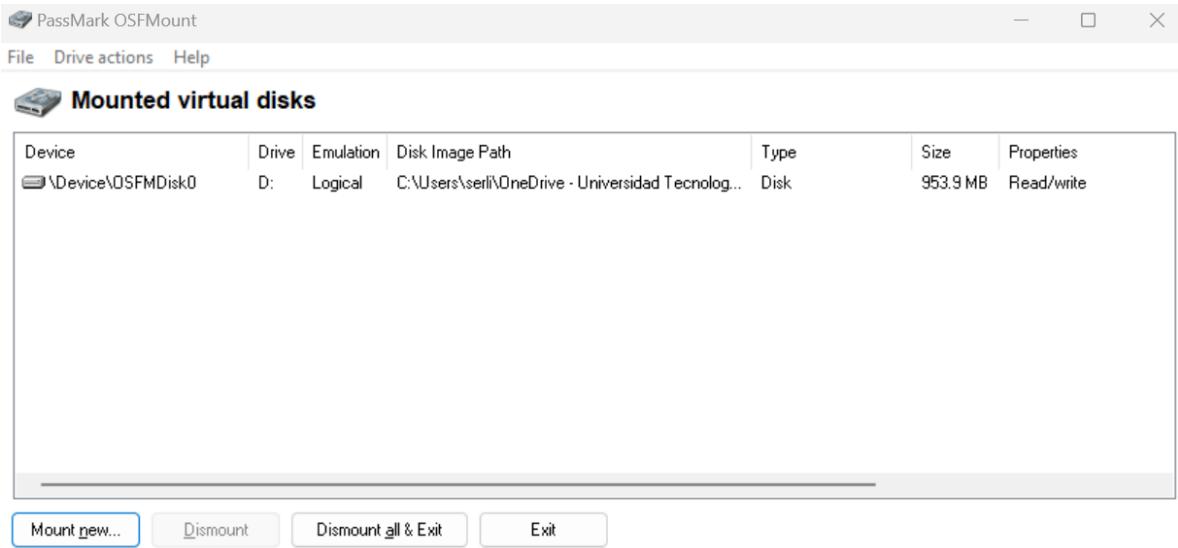 PassMark OSFMount
File Drive actions Help
Mounted virtual disks
Device Drive Emulation Disk Image Path Type Size Properties
\Device\OSFMDisk0 D: Logical C:\Users\serli\OneDrive - Universidad Tecnolog... Disk 953.9 MB Read/write
Mount new... Dismount Dismount all & Exit Exit